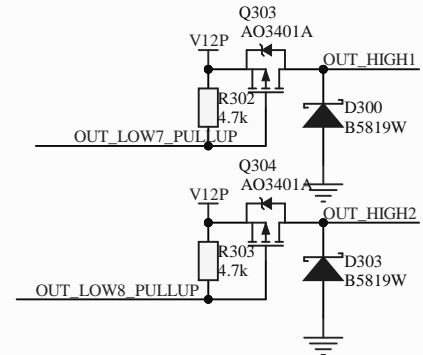 Q303
AO3401A
V12P
OUT_HIGH1
R302
4.7k
D300
B5819W
OUT_LOW7_PULLUP
Q304
AO3401A
V12P
OUT_HIGH2
R303
4.7k
D303
B5819W
OUT_LOW8_PULLUP